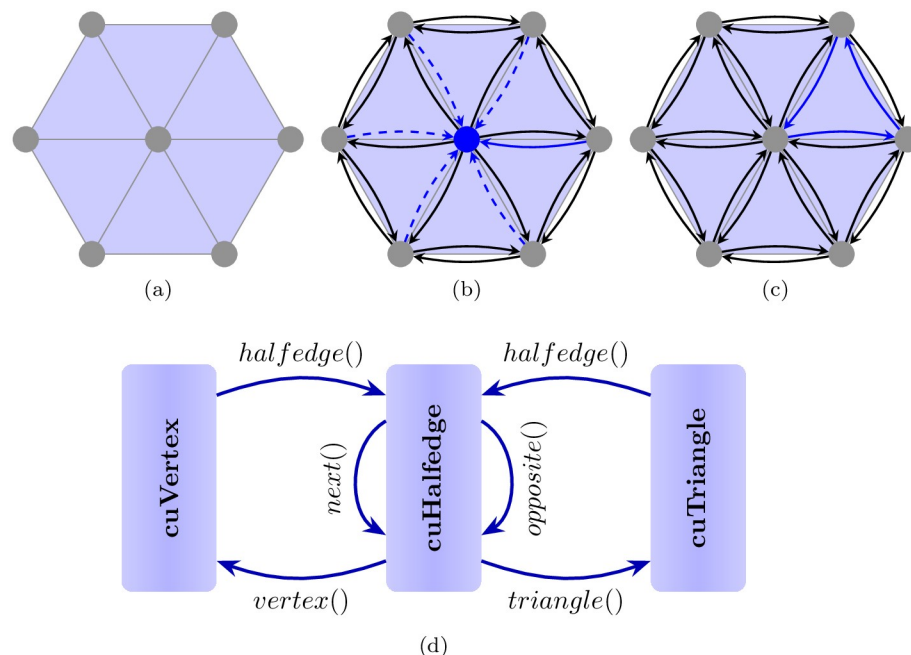 (a)
(b)
(c)
halfedge()
halfedge()
cuVertex
next()
cuHalfedge
opposite()
cuTriangle
vertex()
triangle()
(d)